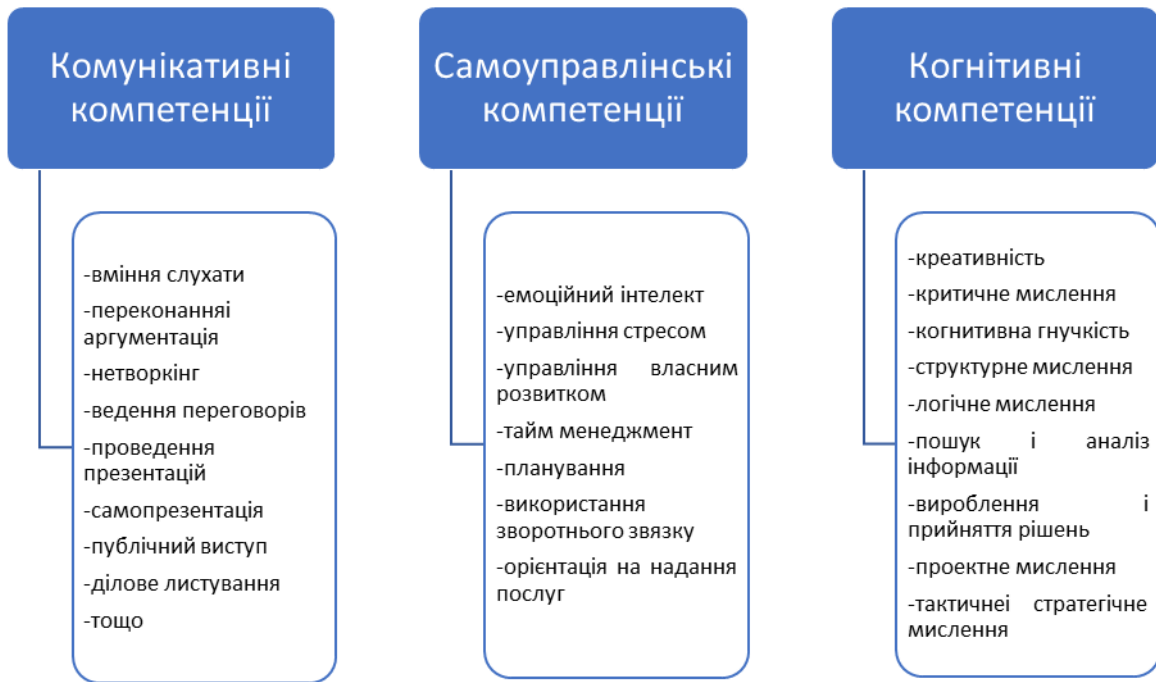 Комунікативні
компетенції
-вміння слухати
-переконанняі
аргументація
-нетворкінг
-ведення переговорів
-проведення
презентацій
-самопрезентація
-публічний виступ
-ділове листування
-тощо
Самоуправлінські
компетенції
-емоційний інтелект
-управління стресом
-управління власним
розвитком
-тайм менеджмент
-планування
-використання
зворотнього звязку
-орієнтація на надання
послуг
Когнітивні
компетенції
-креативність
-критичне мислення
-когнитивна гнучкість
-структурне мислення
-логічне мислення
-пошук і аналіз
інформації
-вироблення і
прийняття рішень
-проектне мислення
-тактичнеі стратегічне
мислення